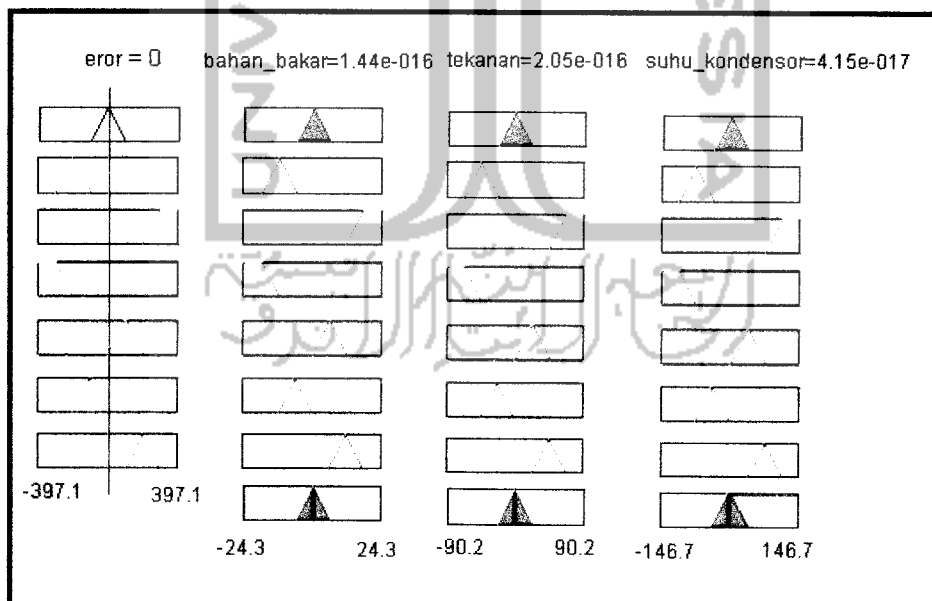 eror = 0 bahan_bakar=1.44e-016 tekanan=2.05e-016 suhu_kondensor=4.15e-017
-397.1 397.1
-24.3 24.3 -90.2 90.2 -146.7 146.7